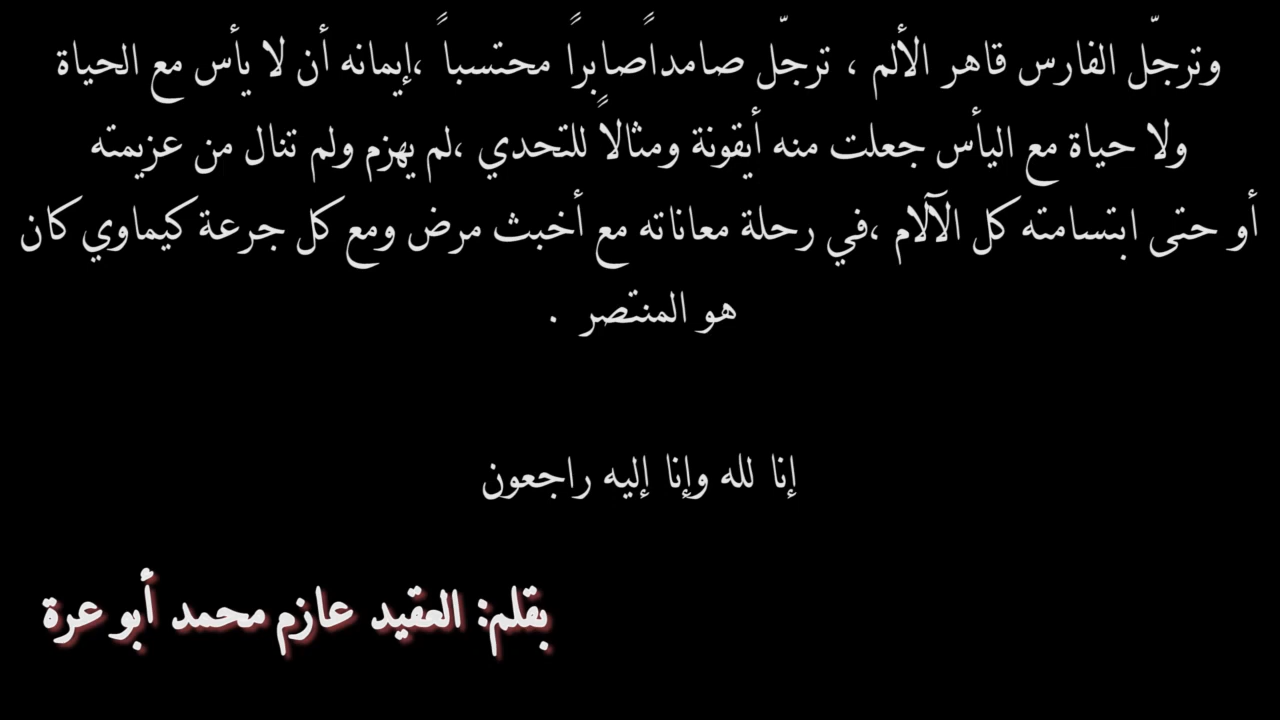 وترجّل الفارس قاهر الألم ، ترجّل صامداًصابراً محتسباً ،إيمانه أن لا يأس مع الحياة
ولا حياة مع اليأس جعلت منه أيقونة ومثالاً للتحدي ،لم يهزم ولم تنال من عزيمته
أو حتى ابتسامته كل الآلام ،في رحلة معاناته مع أخبث مرض ومع كل جرعة كيماوي كان
هو المنتصر .
إنا لله وإنا إليه راجعون
بقلم: العقيد عازم محمد أبو عرة